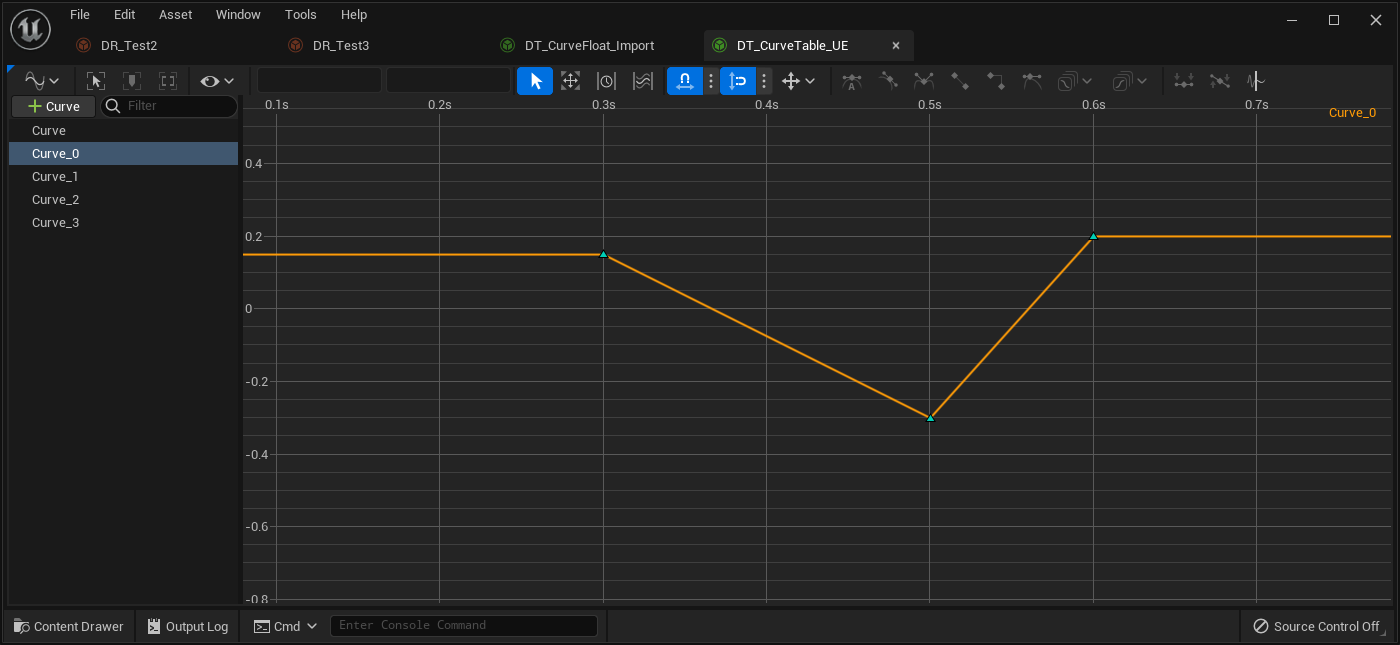 File Edit Asset Window Tools Help
DR_Test2 DR_Test3 DT_CurveFloat_Import DT_CurveTable_UE
+ Curve Filter
0.1s 0.2s 0.3s 0.4s 0.5s 0.6s 0.7s
Curve_0
Curve
Curve_0
Curve_1
Curve_2
Curve_3
0.4
0.2
0
-0.2
-0.4
-0.6
-0.8
Content Drawer Output Log Cmd Enter Console Command Source Control Off